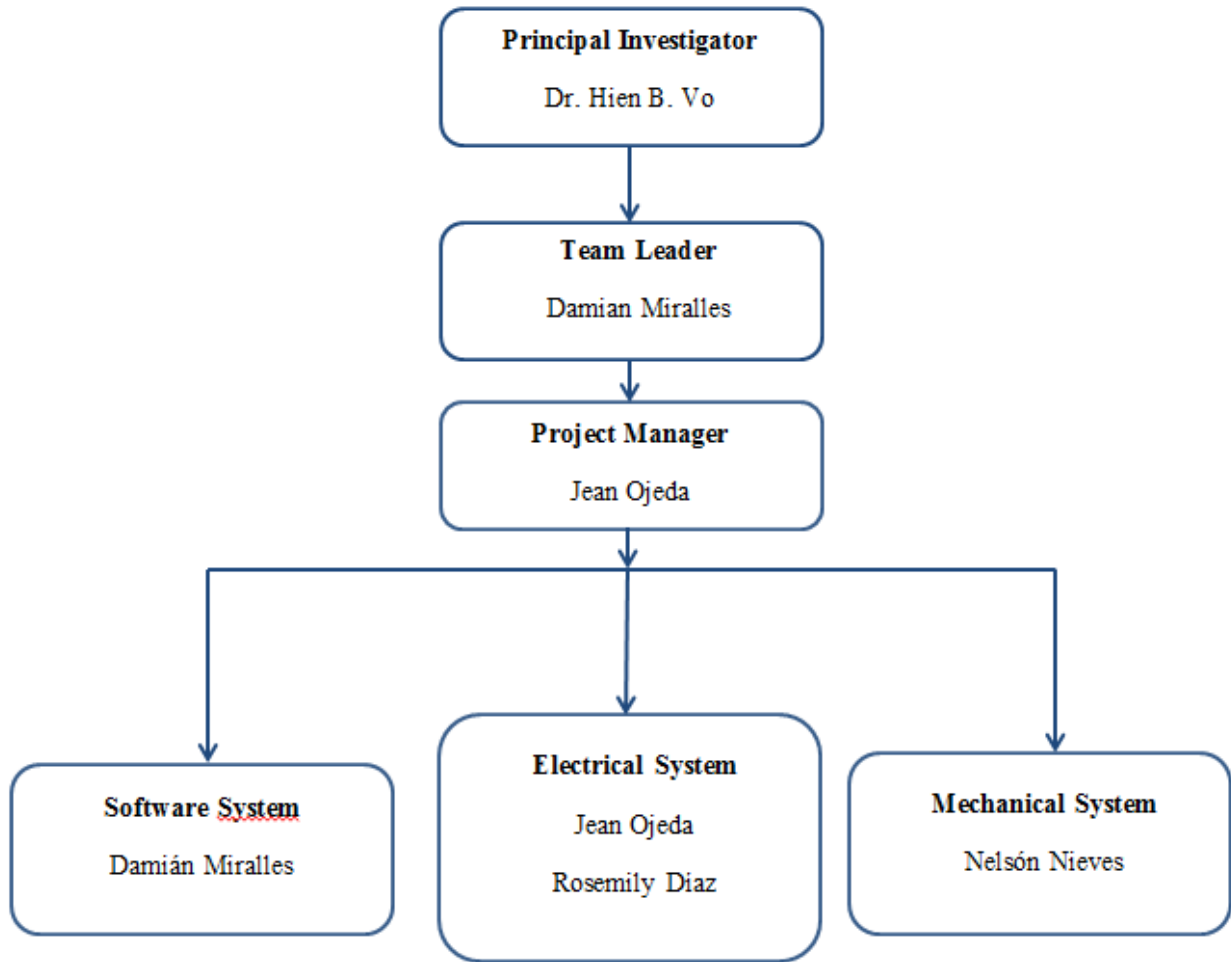 Principal Investigator
Dr. Hien B. Vo
Team Leader
Damian Miralles
Project Manager
Jean Ojeda
Software System
Damián Miralles
Electrical System
Jean Ojeda
Rosemily Diaz
Mechanical System
Nelsón Nieves